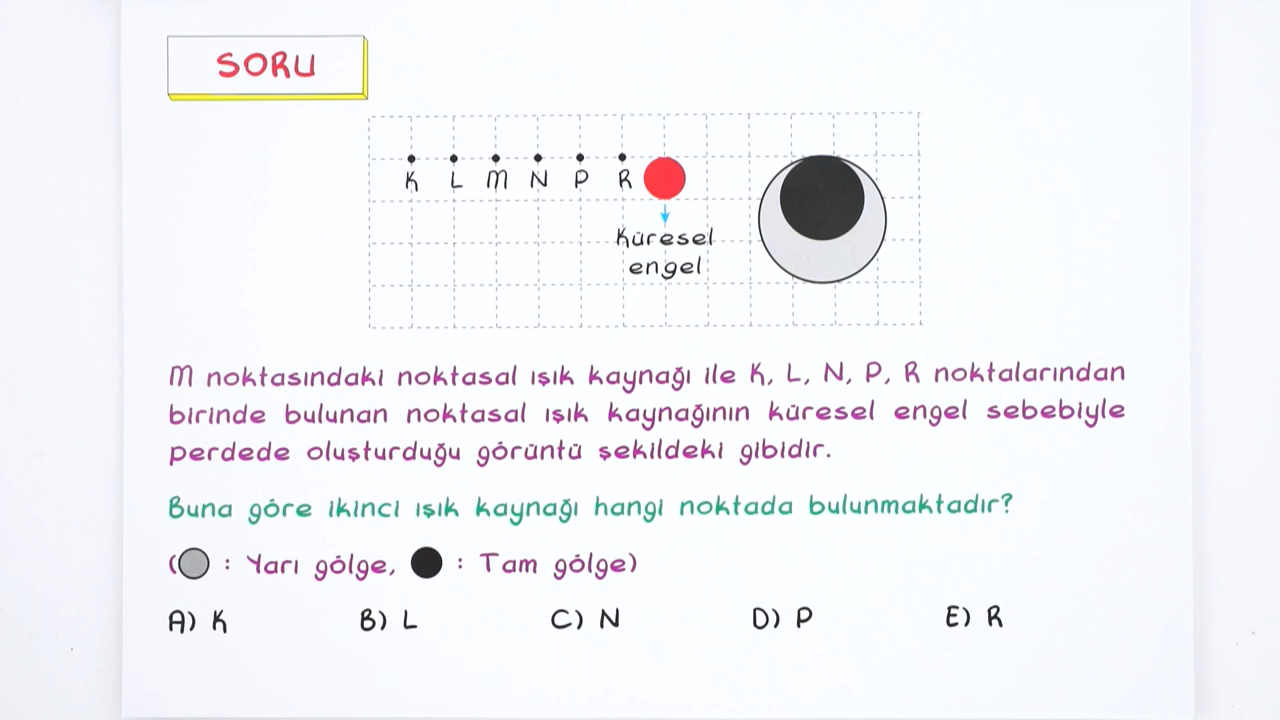 SORU
K L M N P R
Küresel
engel
M noktasındaki noktasal ışık kaynağı ile K, L, N, P, R noktalarından
birinde bulunan noktasal ışık kaynağının küresel engel sebebiyle
perdede oluşturduğu görüntü şekildeki gibidir.
Buna göre ikinci ışık kaynağı hangi noktada bulunmaktadır?
( : Yarı gölge, : Tam gölge)
A) K B) L C) N D) P E) R